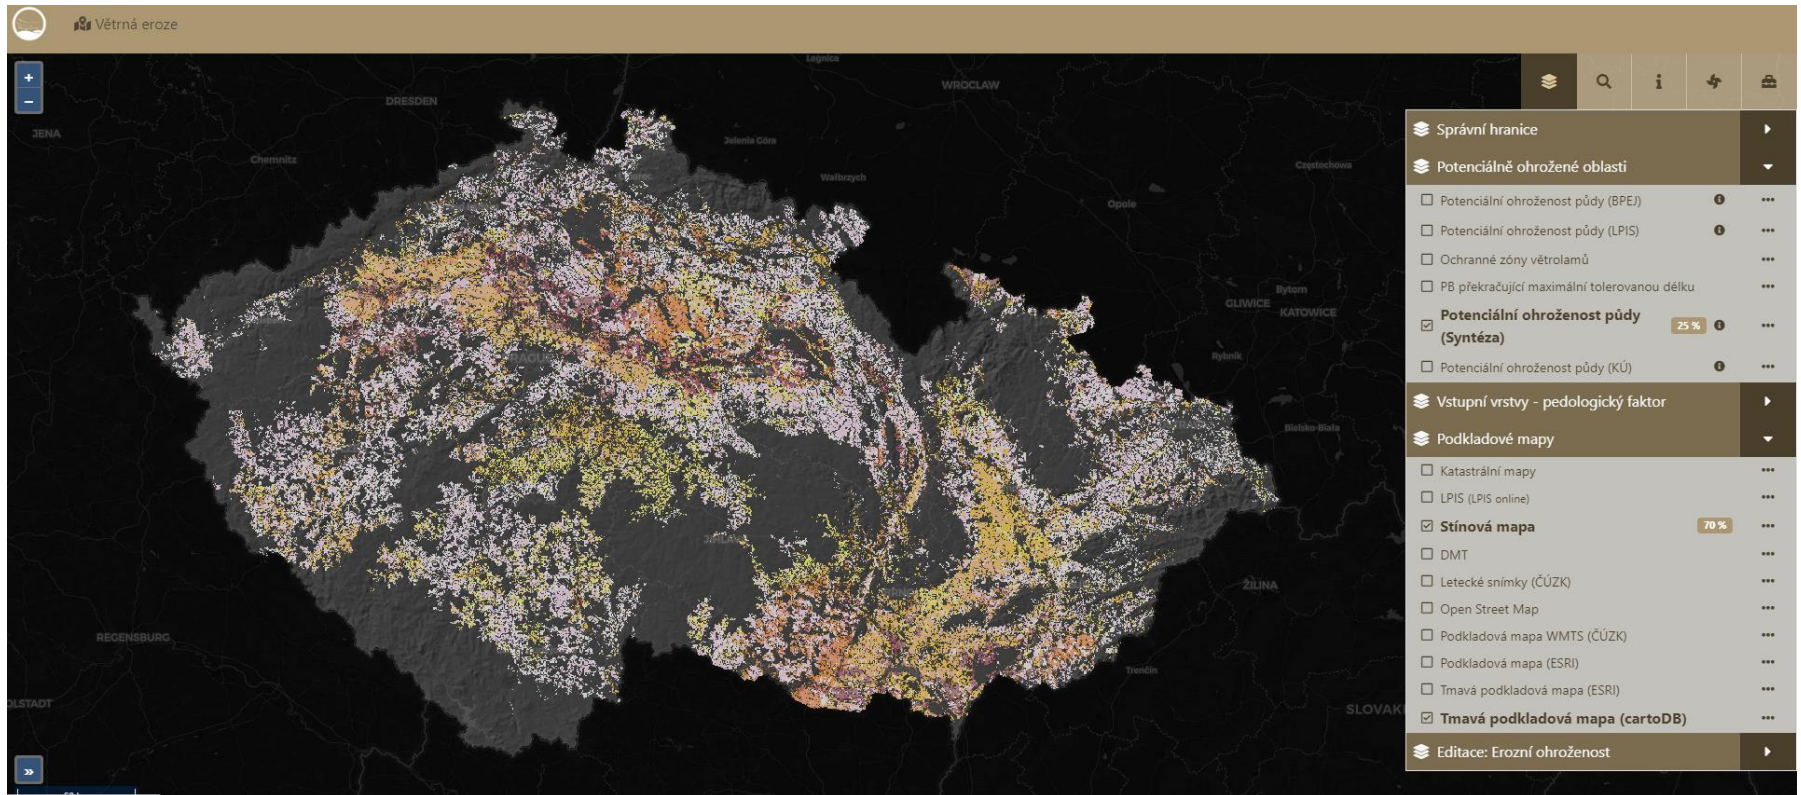 Větrná eroze
+
−
Legnica
WROCLAW
DRESDEN
JENA
Jelenia Góra
Chemnitz
Częstochowa
Wałbrzych
Opole
Bytom
GLIWICE
KATOWICE
Rybnik
Bielsko-Biała
ŽILINA
REGENSBURG
Trenčín
SLOVAK
OLSTADT
»
Správní hranice
Potenciálně ohrožené oblasti
Potenciální ohroženost půdy (BPEJ)
Potenciální ohroženost půdy (LPIS)
Ochranné zóny větrolamů
PB překračující maximální tolerovanou délku
Potenciální ohroženost půdy 25 %
(Syntéza)
Potenciální ohroženost půdy (KÚ)
Vstupní vrstvy - pedologický faktor
Podkladové mapy
Katastrální mapy
LPIS (LPIS online)
Stínová mapa 70 %
DMT
Letecké snímky (ČÚZK)
Open Street Map
Podkladová mapa WMTS (ČÚZK)
Podkladová mapa (ESRI)
Tmavá podkladová mapa (ESRI)
Tmavá podkladová mapa (cartoDB)
Editace: Erozní ohroženost